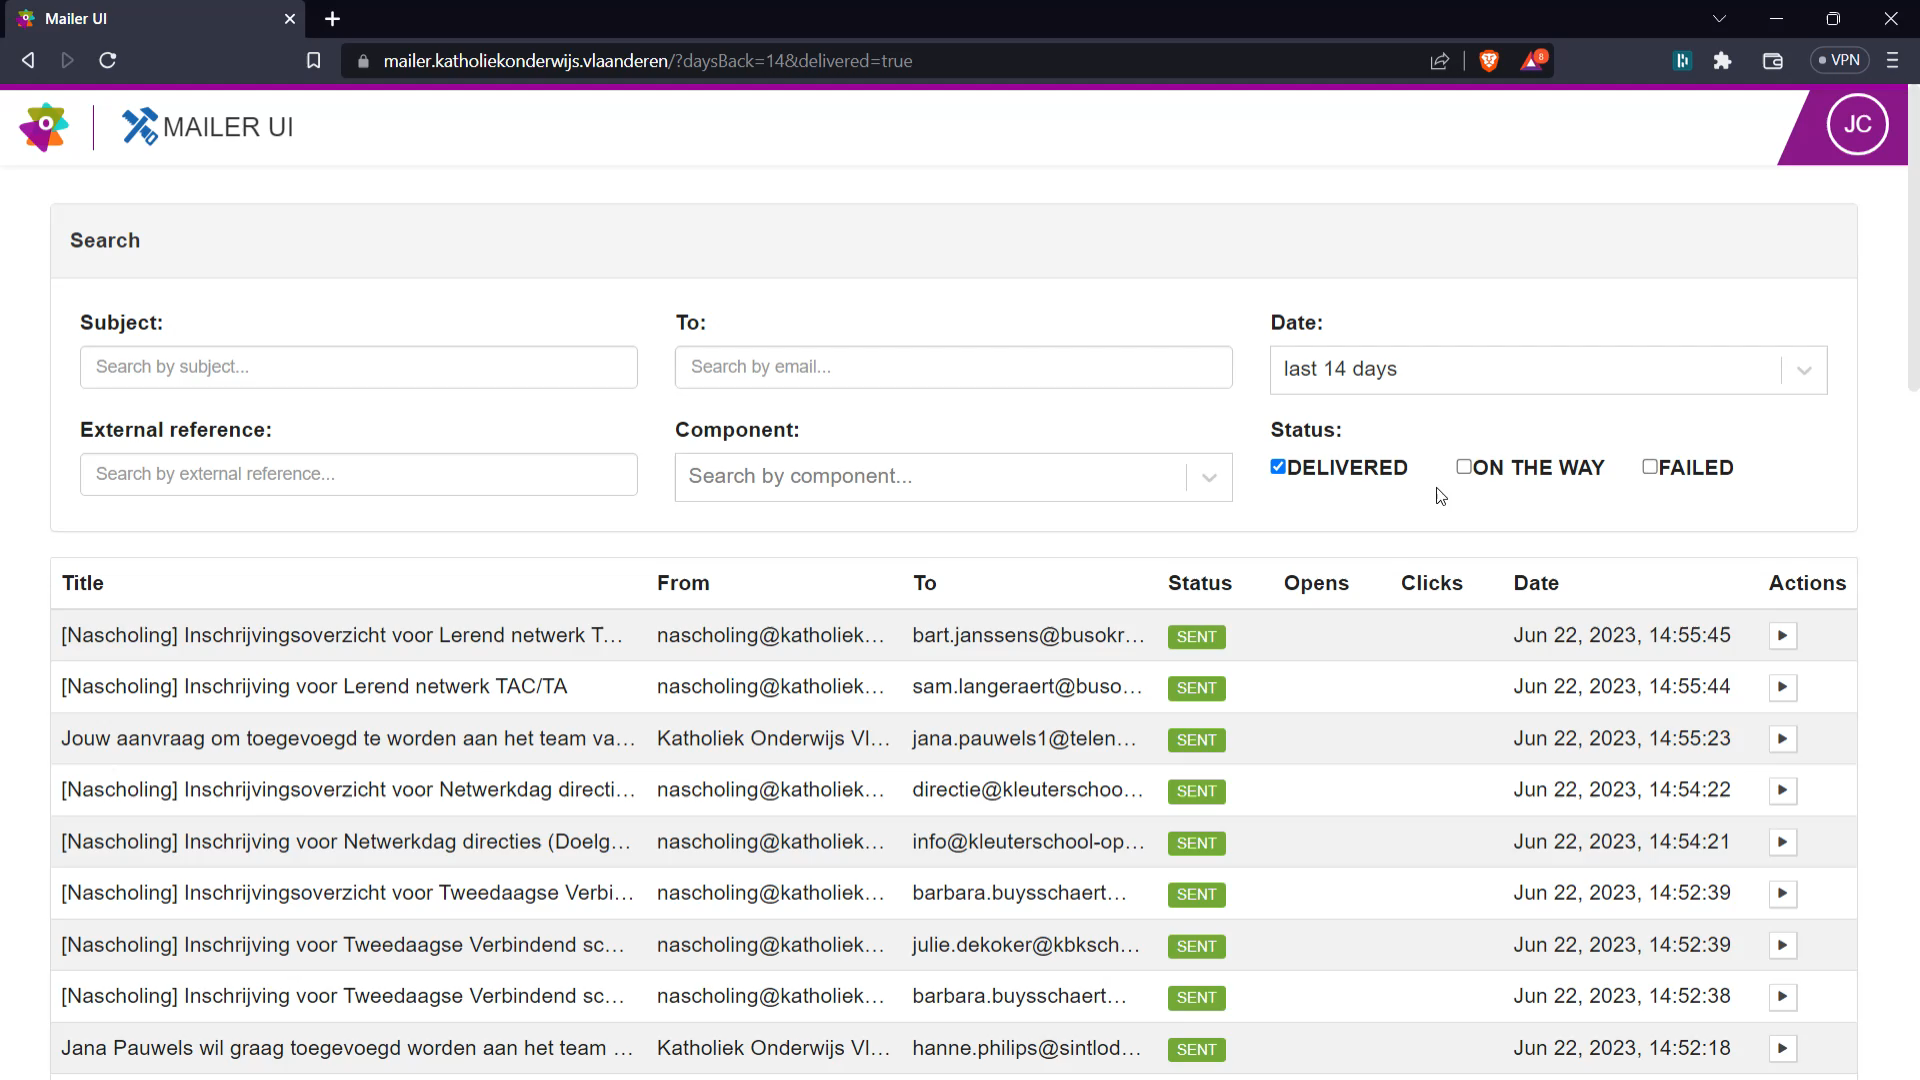 Mailer UI
mailer.katholiekonderwijs.vlaanderen/?daysBack=14&delivered=true
8
VPN
MAILER UI
JC
Search
Subject:
To:
Date:
Search by subject...
Search by email...
last 14 days
External reference:
Component:
Status:
Search by external reference...
Search by component...
DELIVERED
ON THE WAY
FAILED
Title From To Status Opens Clicks Date Actions
[Nascholing] Inschrijvingsoverzicht voor Lerend netwerk T... nascholing@katholiek... bart.janssens@busokr... SENT Jun 22, 2023, 14:55:45
[Nascholing] Inschrijving voor Lerend netwerk TAC/TA nascholing@katholiek... sam.langeraert@buso... SENT Jun 22, 2023, 14:55:44
Jouw aanvraag om toegevoegd te worden aan het team va... Katholiek Onderwijs Vl... jana.pauwels1@telen... SENT Jun 22, 2023, 14:55:23
[Nascholing] Inschrijvingsoverzicht voor Netwerkdag directi... nascholing@katholiek... directie@kleuterschoo... SENT Jun 22, 2023, 14:54:22
[Nascholing] Inschrijving voor Netwerkdag directies (Doelg... nascholing@katholiek... info@kleuterschool-op... SENT Jun 22, 2023, 14:54:21
[Nascholing] Inschrijvingsoverzicht voor Tweedaagse Verbi... nascholing@katholiek... barbara.buysschaert... SENT Jun 22, 2023, 14:52:39
[Nascholing] Inschrijving voor Tweedaagse Verbindend sc... nascholing@katholiek... julie.dekoker@kbksch... SENT Jun 22, 2023, 14:52:39
[Nascholing] Inschrijving voor Tweedaagse Verbindend sc... nascholing@katholiek... barbara.buysschaert... SENT Jun 22, 2023, 14:52:38
Jana Pauwels wil graag toegevoegd worden aan het team ... Katholiek Onderwijs Vl... hanne.philips@sintlod... SENT Jun 22, 2023, 14:52:18